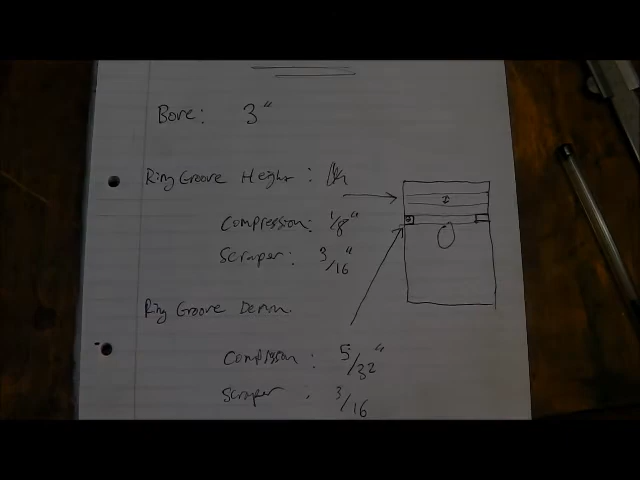 Bore: 3"
Ring Groove Height:
Compression: 1/8"
Scraper: 3/16"
Ring Groove
Compression: 5/32"
Scraper: 3/16